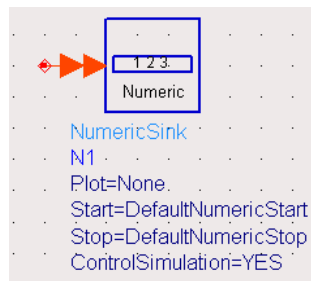 1 2 3
Numeric
NumericSink
N1
Plot=None
Start=DefaultNumericStart
Stop=DefaultNumericStop
ControlSimulation=YES